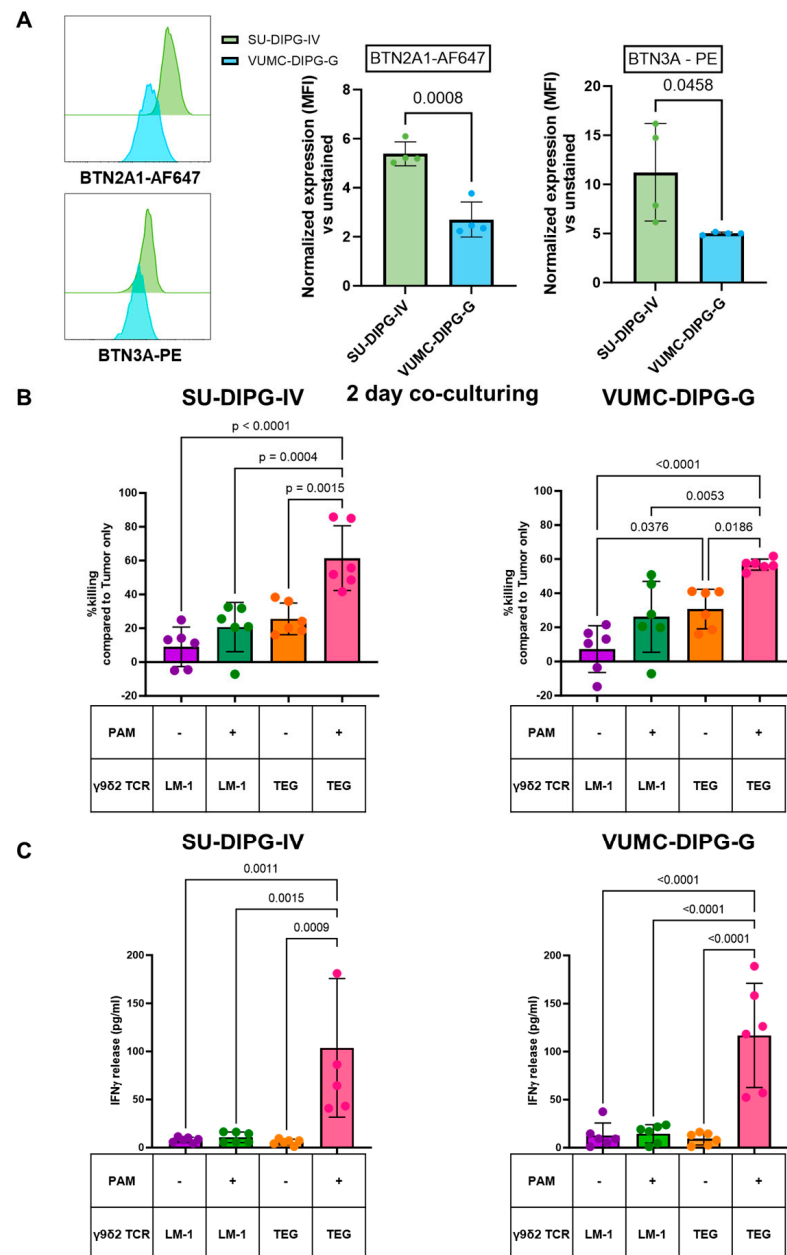 A
SU-DIPG-IV
VUMC-DIPG-G
BTN2A1-AF647
BTN3A-PE
BTN2A1-AF647
0.0008
Normalized expression (MFI)
vs unstained
8
6
4
2
0
SU-DIPG-IV
VUMC-DIPG-G
BTN3A - PE
0.0458
Normalized expression (MFI)
vs unstained
20
15
10
5
0
SU-DIPG-IV
VUMC-DIPG-G
B
SU-DIPG-IV
2 day co-culturing
VUMC-DIPG-G
p < 0.0001
p = 0.0004
p = 0.0015
%killing
compared to Tumor only
100
80
60
40
20
0
-20
PAM - + - +
γ9δ2 TCR LM-1 LM-1 TEG TEG
<0.0001
0.0053
0.0376
0.0186
%killing
compared to Tumor only
100
80
60
40
20
0
-20
PAM - + - +
γ9δ2 TCR LM-1 LM-1 TEG TEG
C
SU-DIPG-IV
VUMC-DIPG-G
0.0011
0.0015
0.0009
IFNγ release (pg/ml)
200
150
100
50
0
PAM - + - +
γ9δ2 TCR LM-1 LM-1 TEG TEG
<0.0001
<0.0001
<0.0001
IFNγ release (pg/ml)
200
150
100
50
0
PAM - + - +
γ9δ2 TCR LM-1 LM-1 TEG TEG